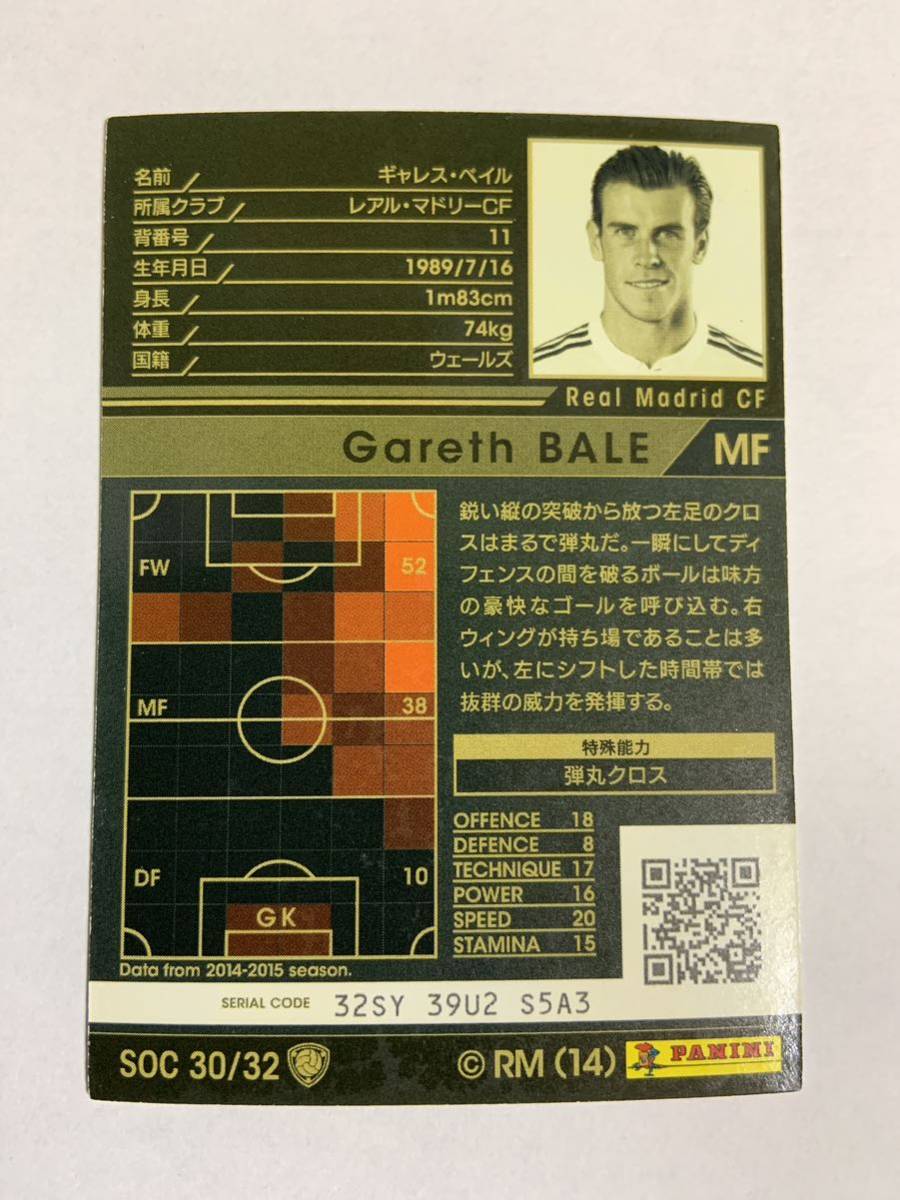 名前 ギャレス・ベイル
所属クラブ レアル・マドリーCF
背番号 11
生年月日 1989/7/16
身長 1m83cm
体重 74kg
国籍 ウェールズ
Real Madrid CF
Gareth BALE MF
FW 52
MF 38
DF 10
GK
Data from 2014-2015 season.
鋭い縦の突破から放つ左足のクロ
スはまるで弾丸だ。一瞬にしてディ
フェンスの間を破るボールは味方
の豪快なゴールを呼び込む。右
ウィングが持ち場であることは多
いが、左にシフトした時間帯では
抜群の威力を発揮する。
特殊能力
弾丸クロス
OFFENCE 18
DEFENCE 8
TECHNIQUE 17
POWER 16
SPEED 20
STAMINA 15
SERIAL CODE 32SY 39U2 S5A3
SOC 30/32 © RM (14) PANINI